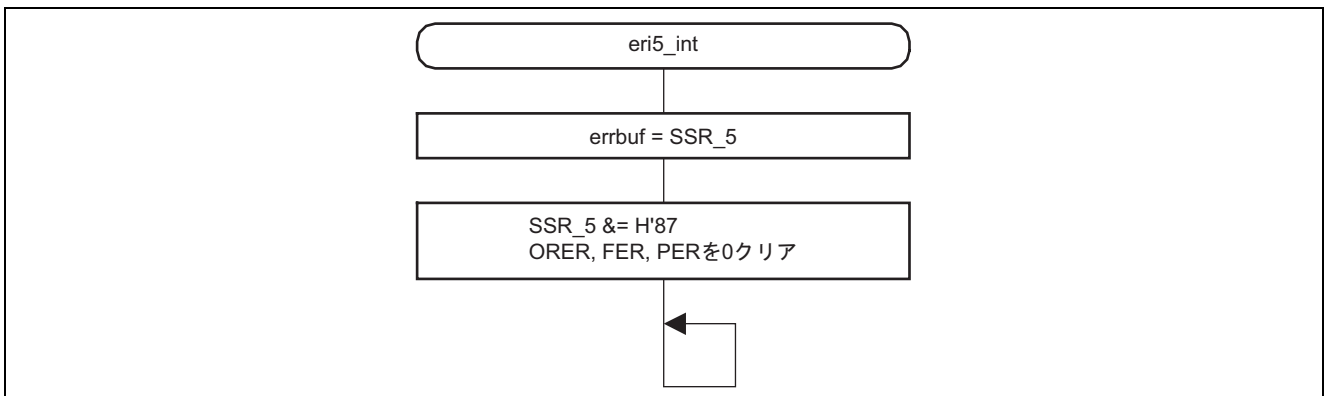 eri5_int
errbuf = SSR_5
SSR_5 &= H'87
ORER, FER, PERを0クリア